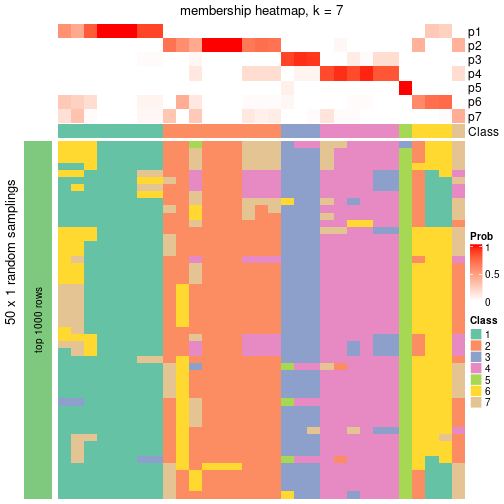 membership heatmap, k = 7
p1
p2
p3
p4
p5
p6
p7
Class
50 x 1 random samplings
top 1000 rows
Prob
1
0.5
0
Class
1
2
3
4
5
6
7